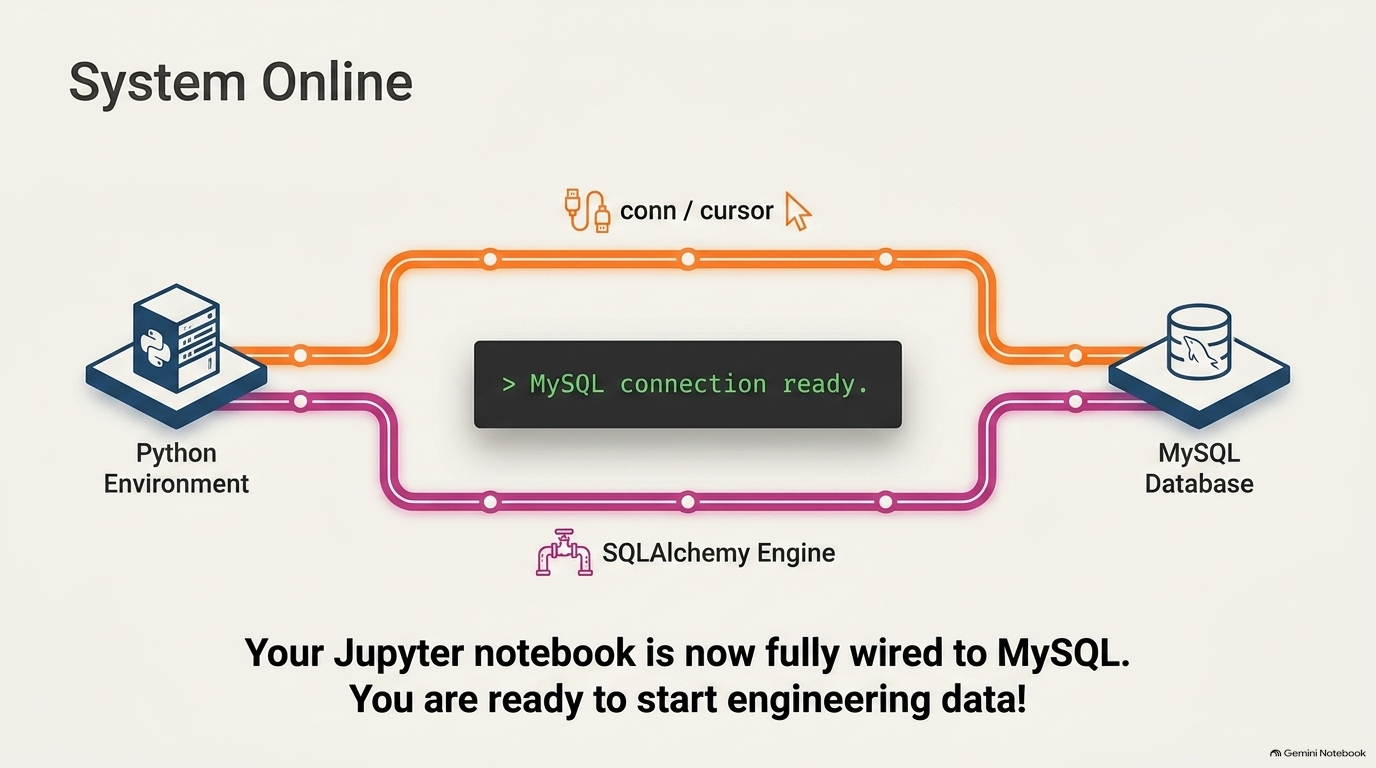 System Online
conn / cursor
> MySQL connection ready.
Python
Environment
MySQL
Database
SQLAlchemy Engine
Your Jupyter notebook is now fully wired to MySQL.
You are ready to start engineering data!
Gemini Notebook